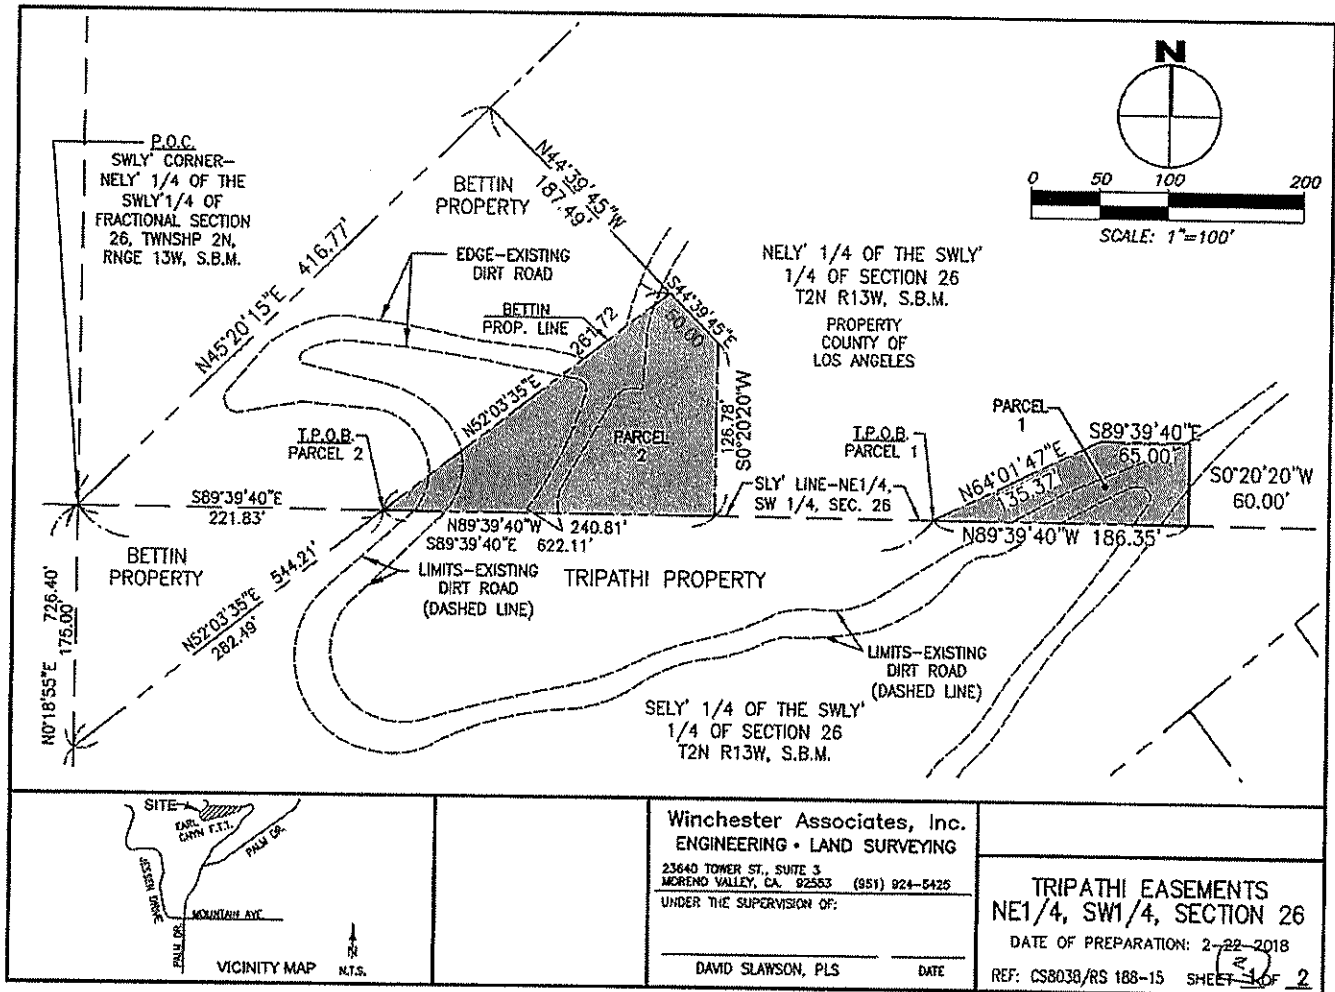 N
0 50 100 200
SCALE: 1"=100'
P.O.C.
SWLY' CORNER-
NELY' 1/4 OF THE
SWLY'1/4 OF
FRACTIONAL SECTION
26, TWNSHP 2N,
RNGE 13W, S.B.M.
BETTIN
PROPERTY
N44°39'45"W
187.49'
N45°20'15"E 416.77'
EDGE-EXISTING
DIRT ROAD
BETTIN
PROP. LINE
NELY' 1/4 OF THE SWLY'
1/4 OF SECTION 26
T2N R13W, S.B.M.
PROPERTY
COUNTY OF
LOS ANGELES
S44°39'45"E
50.00
261.72
N52°03'35"E
126.78'
S0°20'20"W
PARCEL
2
T.P.O.B.
PARCEL 2
T.P.O.B.
PARCEL 1
PARCEL
1
S89°39'40"E
65.00'
N64°01'47"E
135.37'
S0°20'20"W
60.00'
SLY' LINE-NE1/4,
SW 1/4, SEC. 26
S89°39'40"E
221.83'
N89°39'40"W 240.81'
S89°39'40"E 622.11'
N89°39'40"W 186.35'
BETTIN
PROPERTY
LIMITS-EXISTING
DIRT ROAD
(DASHED LINE)
TRIPATHI PROPERTY
N52°03'35"E 544.21'
282.49'
N0°18'55"E 726.40'
175.00'
LIMITS-EXISTING
DIRT ROAD
(DASHED LINE)
SELY' 1/4 OF THE SWLY'
1/4 OF SECTION 26
T2N R13W, S.B.M.
SITE
EARL
CNYN F.T.I.
PALM DR.
JESSEN DRIVE
MOUNTAIN AVE
PALM DR.
VICINITY MAP
N
N.T.S.
Winchester Associates, Inc.
ENGINEERING • LAND SURVEYING
23640 TOWER ST., SUITE 3
MORENO VALLEY, CA. 92553 (951) 924-5425
UNDER THE SUPERVISION OF:
DAVID SLAWSON, PLS DATE
TRIPATHI EASEMENTS
NE1/4, SW1/4, SECTION 26
DATE OF PREPARATION: 2-22-2018
2
REF: CS8038/RS 188-15 SHEET 1 OF 2